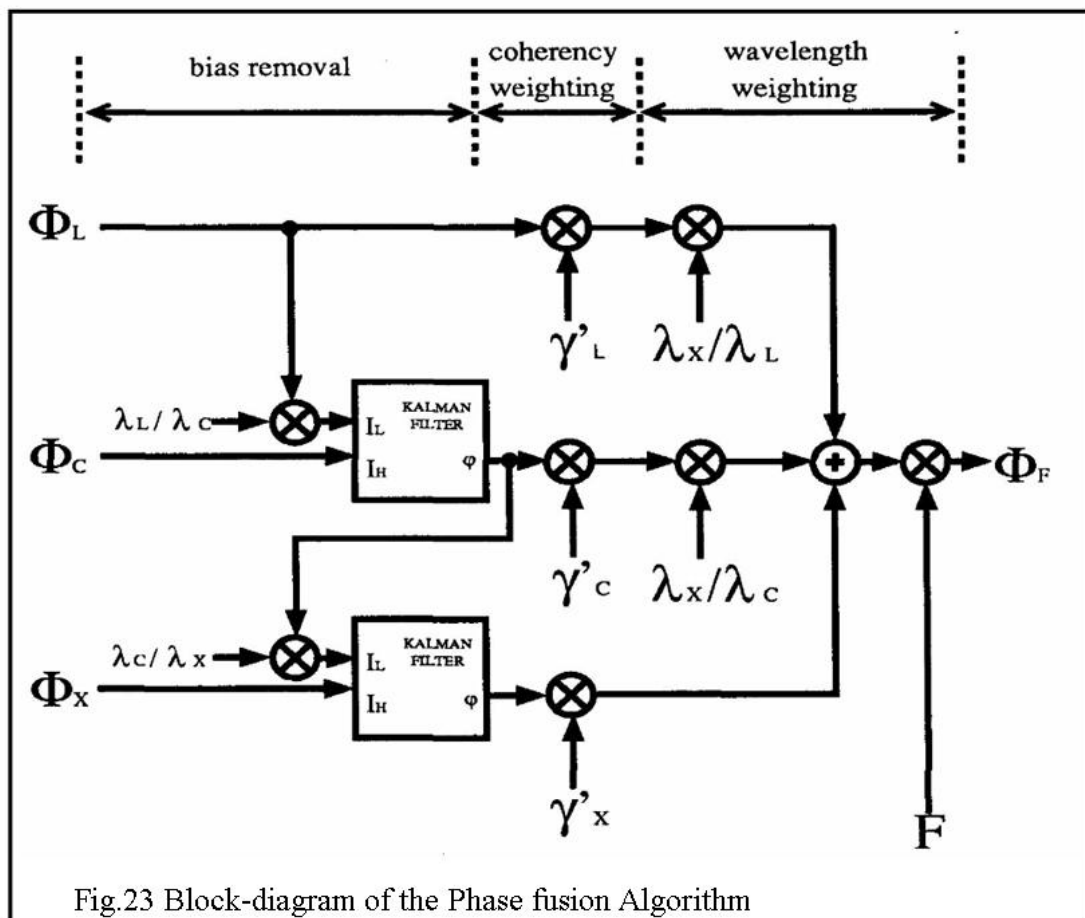 bias removal
coherency
weighting
wavelength
weighting
ΦL
γ'L
λX/λL
λL/λC
KALMAN
FILTER
IL
ΦC
IH
φ
ΦF
γ'C
λX/λC
λC/λX
KALMAN
FILTER
IL
ΦX
IH
φ
γ'X
F
Fig.23 Block-diagram of the Phase fusion Algorithm